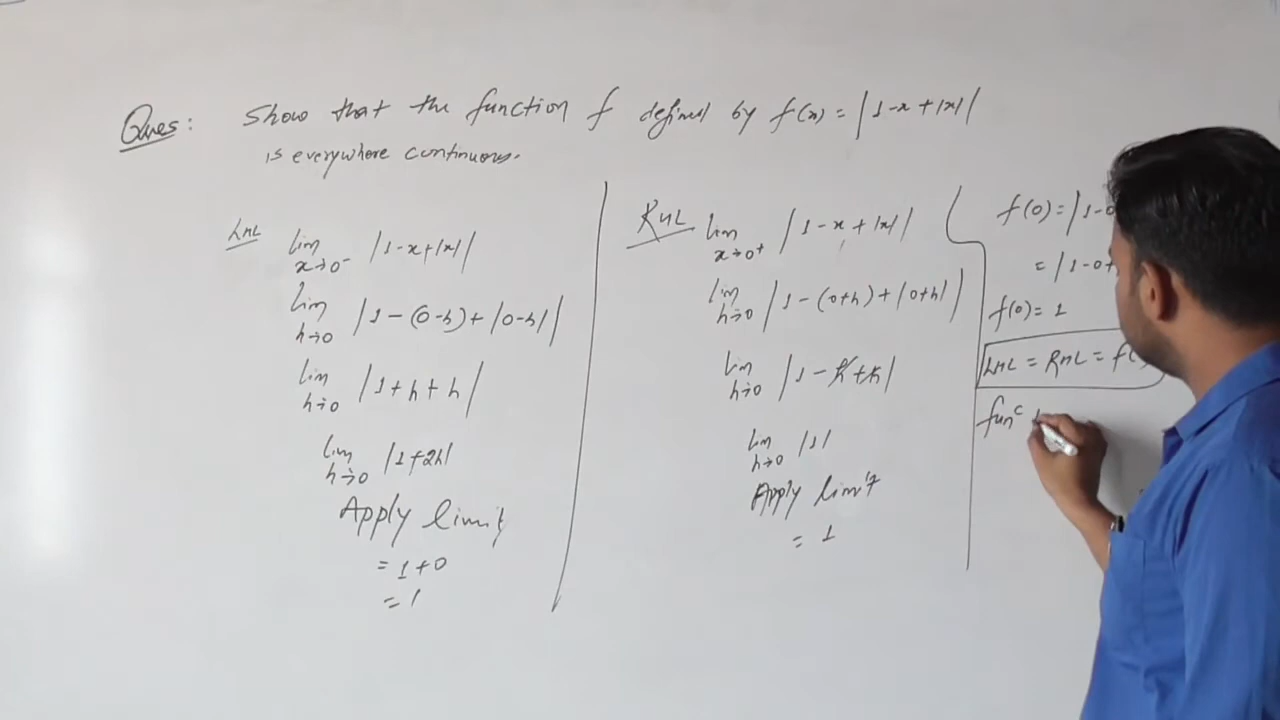 Ques: Show that the function f defined by f(x) = |1-x+|x||
is everywhere continuous.
LHL lim x→0⁻ |1-x+|x||
lim h→0 |1-(0-h)+|0-h||
lim h→0 |1+h+h|
lim h→0 |1+2h|
Apply limit
= 1+0
= 1
RHL lim x→0⁺ |1-x+|x||
lim h→0 |1-(0+h)+|0+h||
lim h→0 |1-h+h|
lim h→0 |1|
Apply limit
= 1
f(0) = |1-0
= |1-0+
f(0) = 1
LHL = RHL = f(
funᶜ